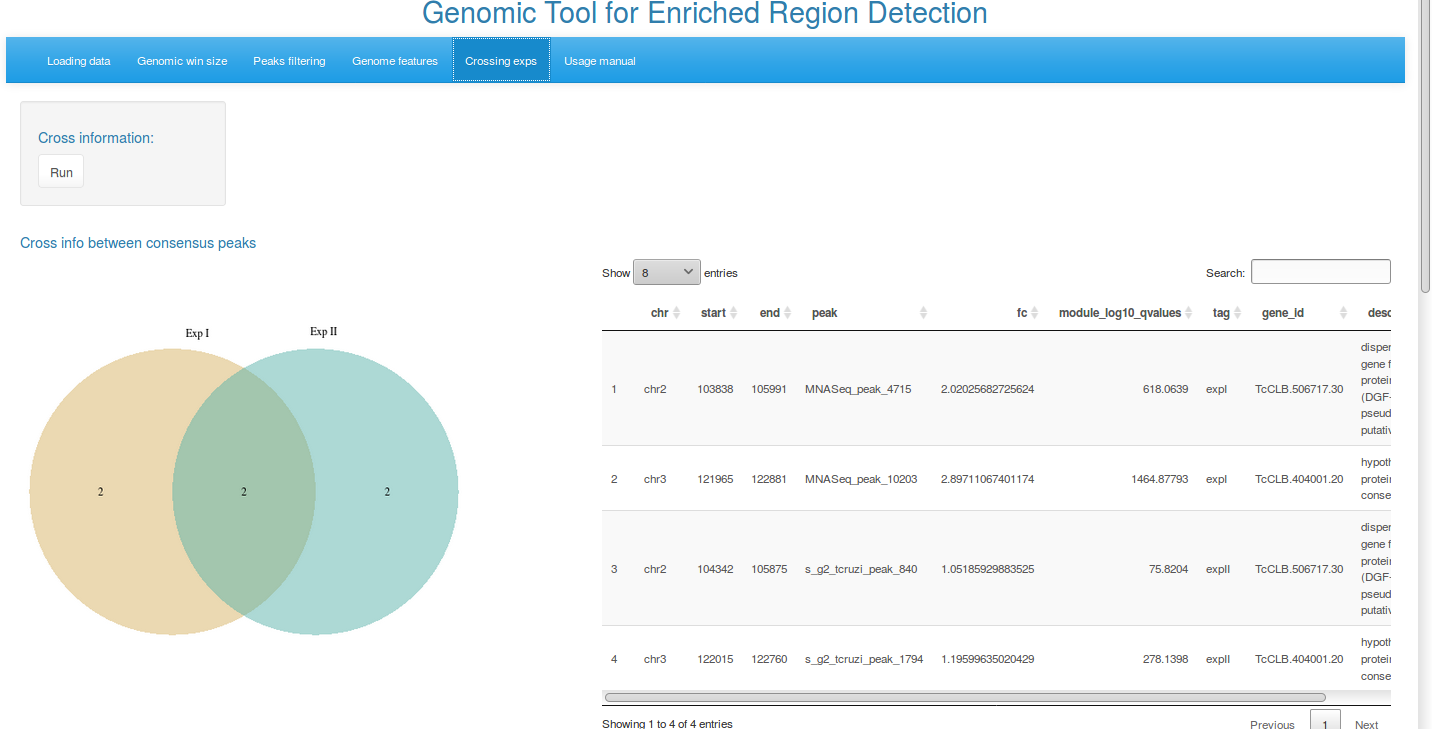 Genomic Tool for Enriched Region Detection
Loading data Genomic win size Peaks filtering Genome features Crossing exps Usage manual
Cross information:
Run
Cross info between consensus peaks
Show 8 entries Search:
chr start end peak fc module_log10_qvalues tag gene_id desc
Exp I Exp II
2 2 2
disper
gene f
protein
1 chr2 103838 105991 MNASeq_peak_4715 2.02025682725624 618.0639 expI TcCLB.506717.30
(DGF-
pseud
putativ
hypoth
2 chr3 121965 122881 MNASeq_peak_10203 2.89711067401174 1464.87793 expI TcCLB.404001.20 protein
conse
disper
gene f
protein
3 chr2 104342 105875 s_g2_tcruzi_peak_840 1.05185929883525 75.8204 expII TcCLB.506717.30
(DGF-
pseud
putativ
hypoth
4 chr3 122015 122760 s_g2_tcruzi_peak_1794 1.19599635020429 278.1398 expII TcCLB.404001.20 protein
conse
Showing 1 to 4 of 4 entries Previous 1 Next